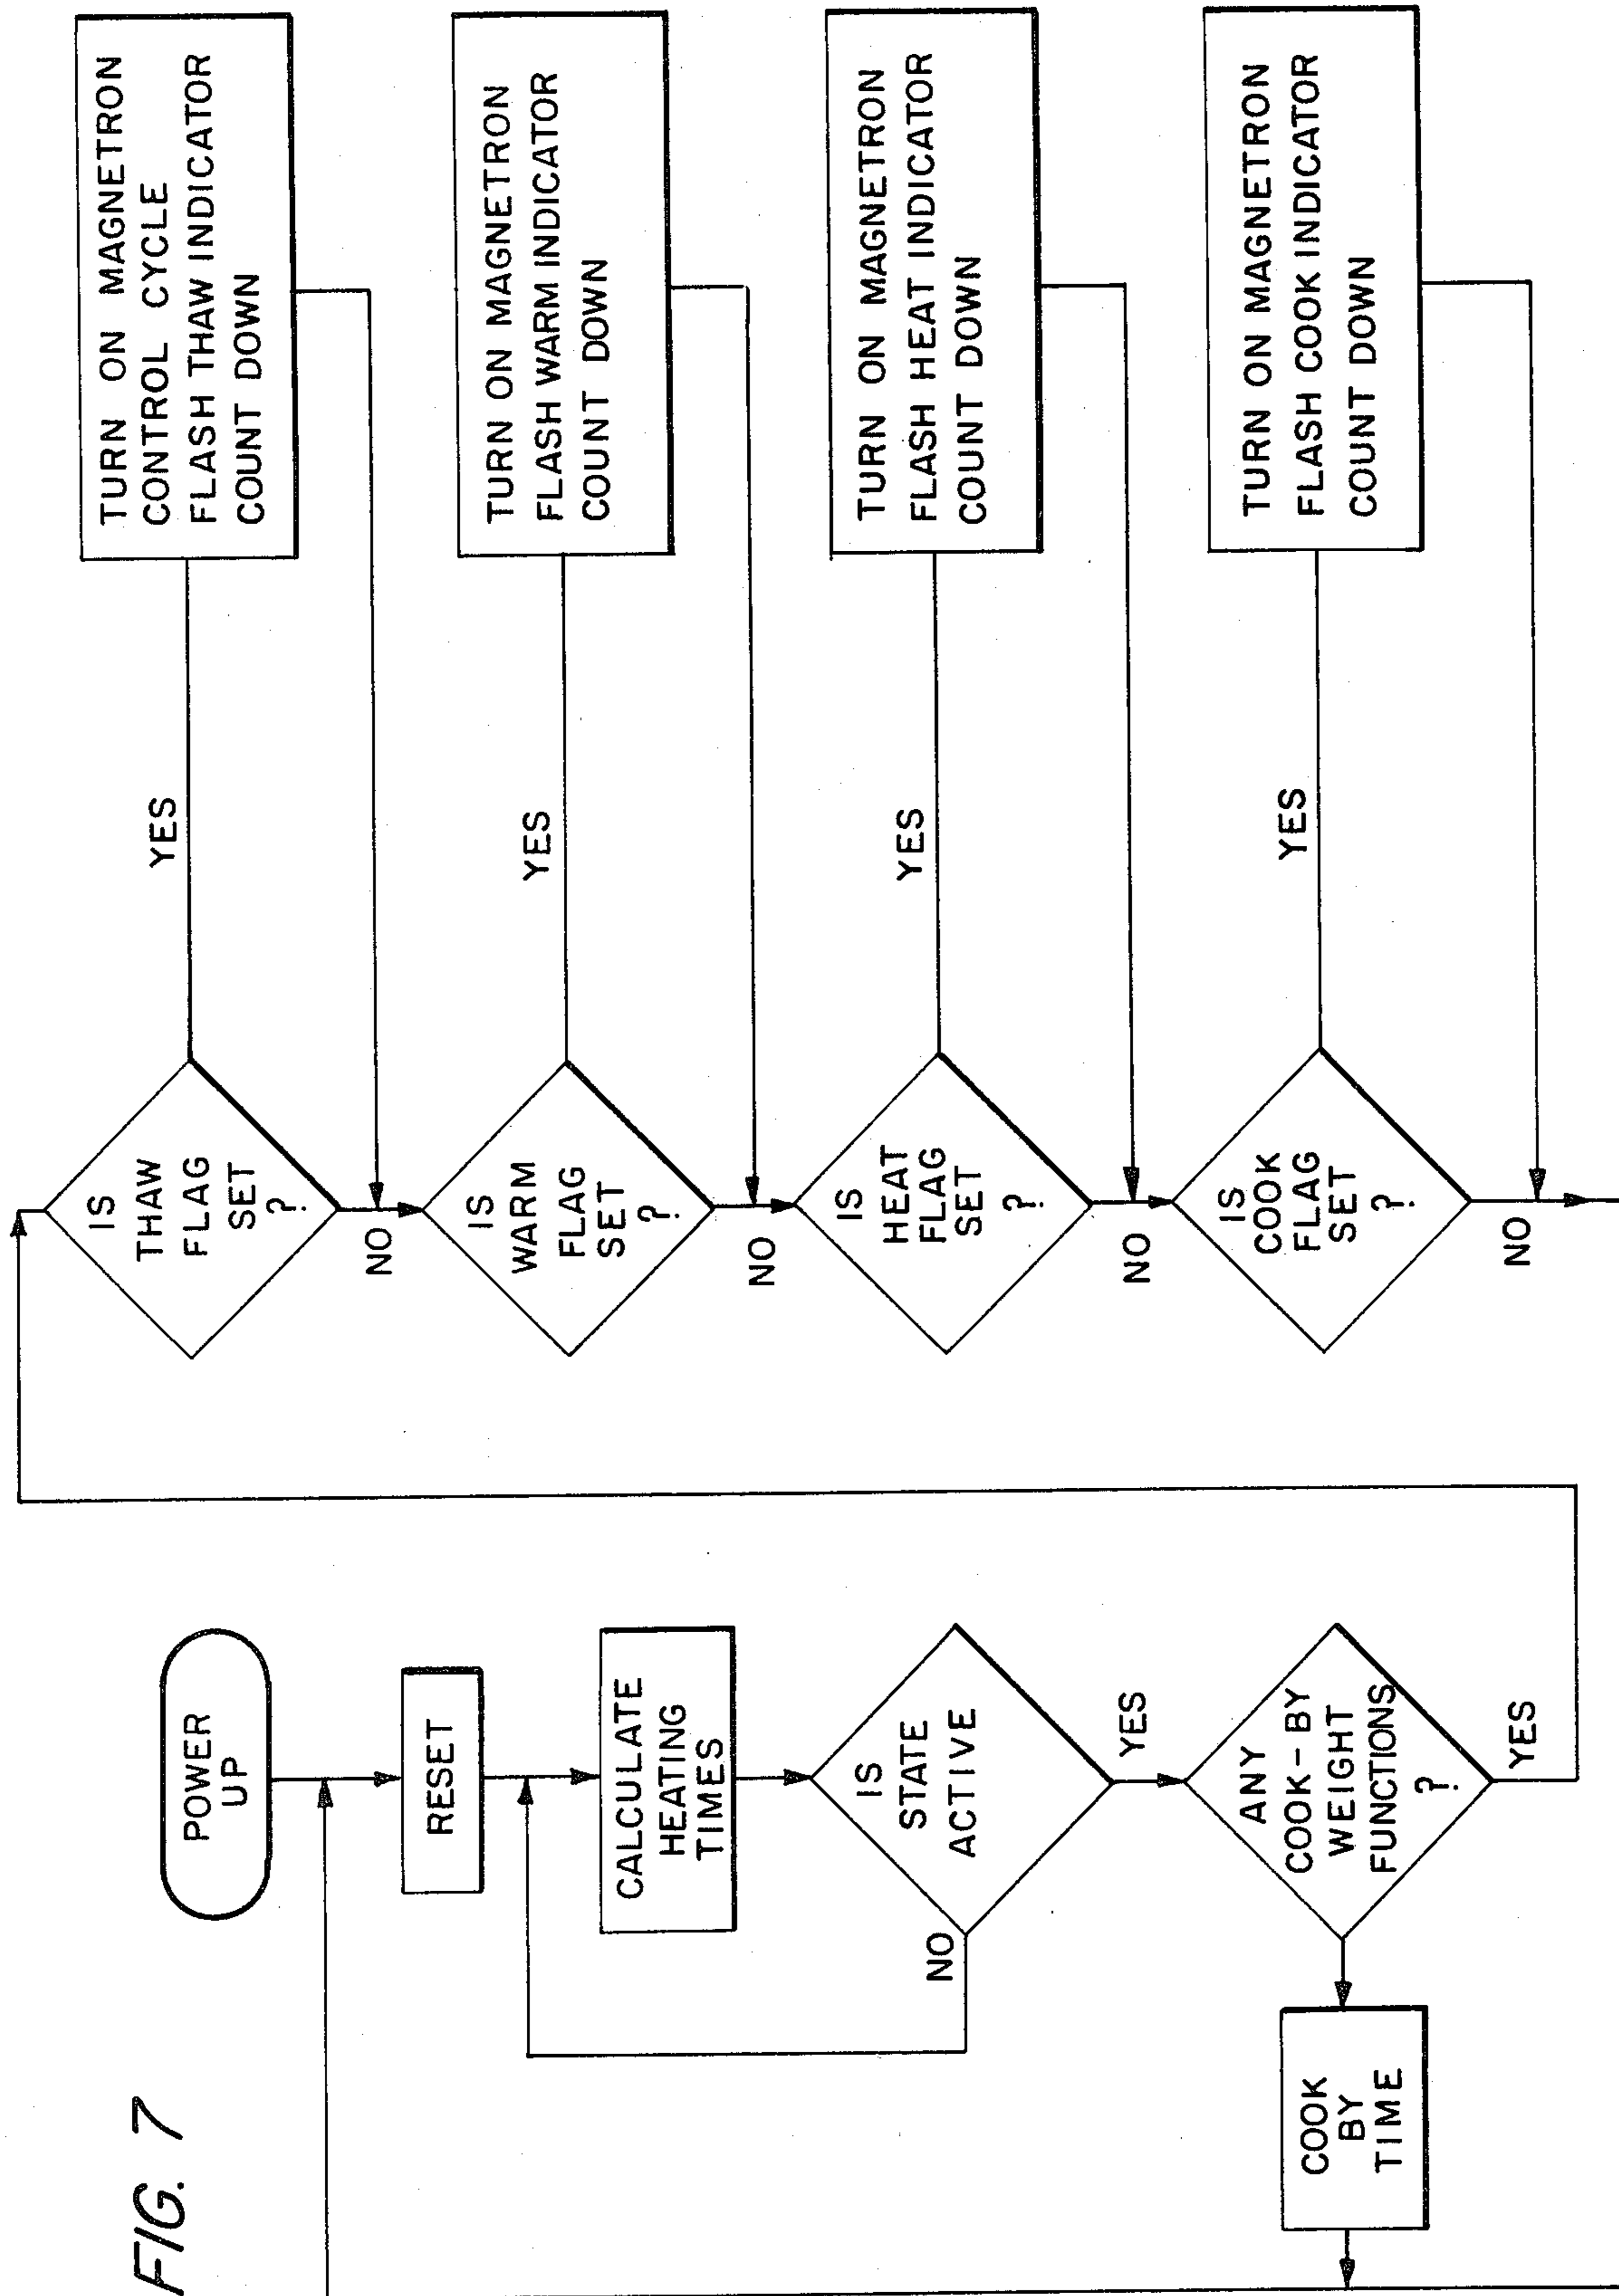 FIG. 7
POWER
UP
RESET
CALCULATE
HEATING
TIMES
IS
STATE
ACTIVE
NO
YES
ANY
COOK-BY
WEIGHT
FUNCTIONS
?
YES
COOK
BY
TIME
IS
THAW
FLAG
SET
?
YES
NO
TURN ON MAGNETRON
CONTROL CYCLE
FLASH THAW INDICATOR
COUNT DOWN
IS
WARM
FLAG
SET
?
YES
NO
TURN ON MAGNETRON
FLASH WARM INDICATOR
COUNT DOWN
IS
HEAT
FLAG
SET
?
YES
NO
TURN ON MAGNETRON
FLASH HEAT INDICATOR
COUNT DOWN
IS
COOK
FLAG
SET
?
YES
NO
TURN ON MAGNETRON
FLASH COOK INDICATOR
COUNT DOWN